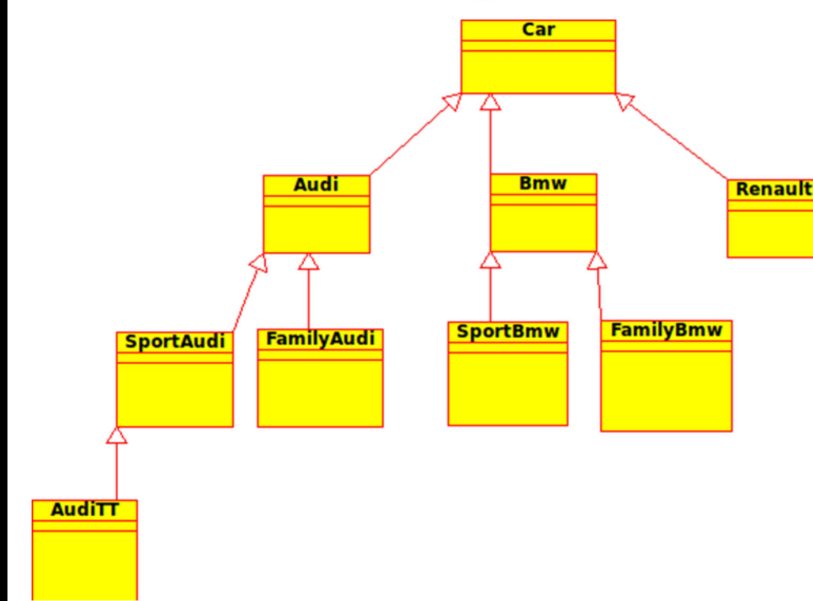 Car
Audi
Bmw
Renault
SportAudi
FamilyAudi
SportBmw
FamilyBmw
AudiTT